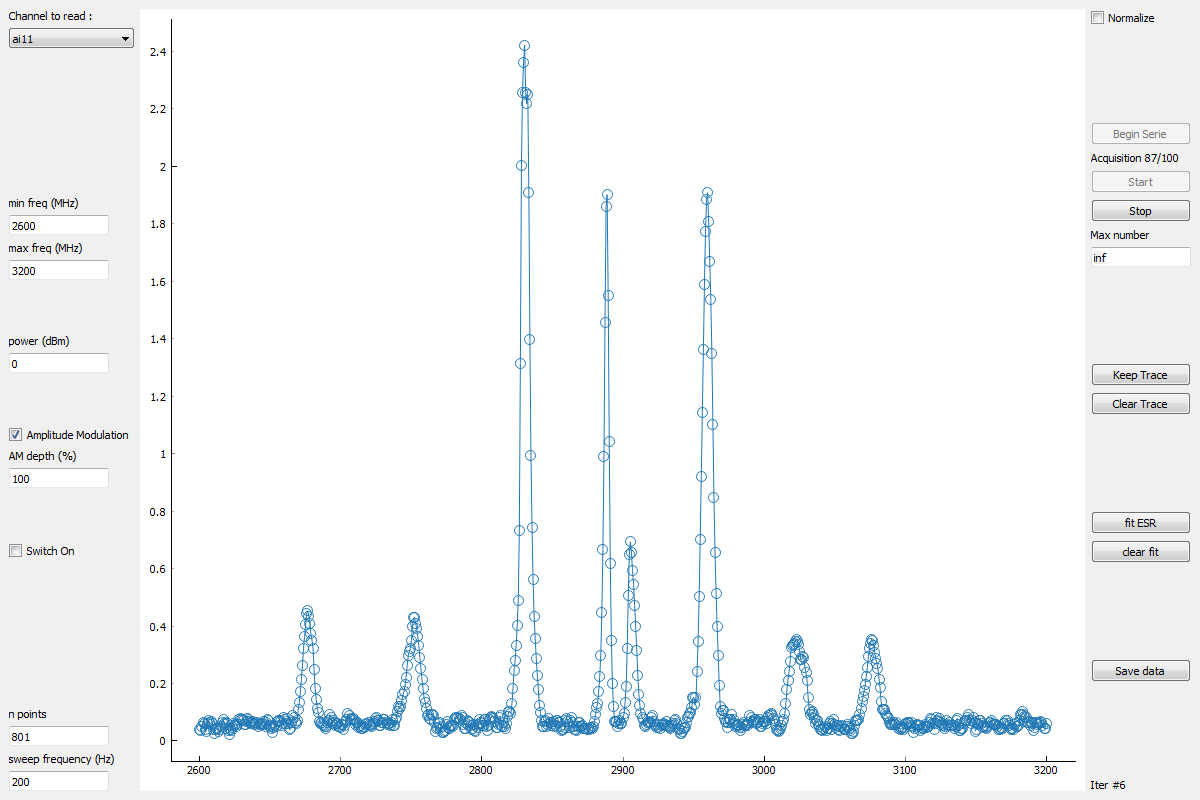 Channel to read :
ai11
min freq (MHz)
2600
max freq (MHz)
3200
power (dBm)
0
Amplitude Modulation
AM depth (%)
100
Switch On
n points
801
sweep frequency (Hz)
200
2.4
2.2
2
1.8
1.6
1.4
1.2
1
0.8
0.6
0.4
0.2
0
2600 2700 2800 2900 3000 3100 3200
Normalize
Begin Serie
Acquisition 87/100
Start
Stop
Max number
inf
Keep Trace
Clear Trace
fit ESR
clear fit
Save data
Iter #6